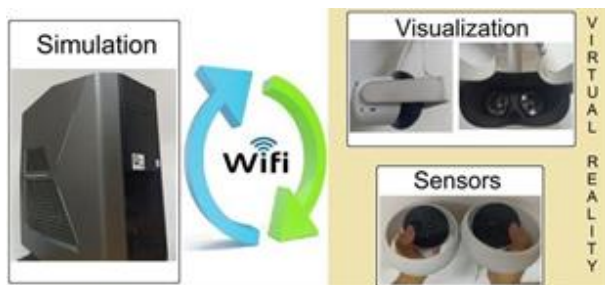 Simulation
Wifi
Visualization
Sensors
VIRTUAL REALITY